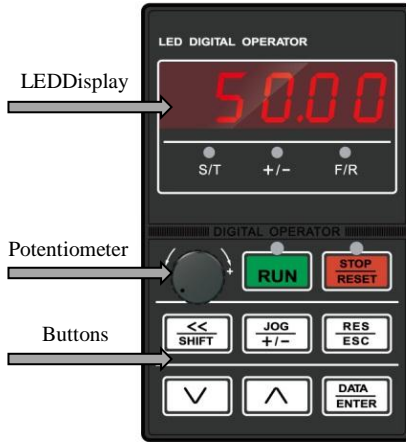 LED DIGITAL OPERATOR
LEDDisplay
50.00
S/T +/- F/R
DIGITAL OPERATOR
Potentiometer
- +
RUN
STOP
RESET
Buttons
<<
SHIFT
JOG
+/-
RES
ESC
DATA
ENTER